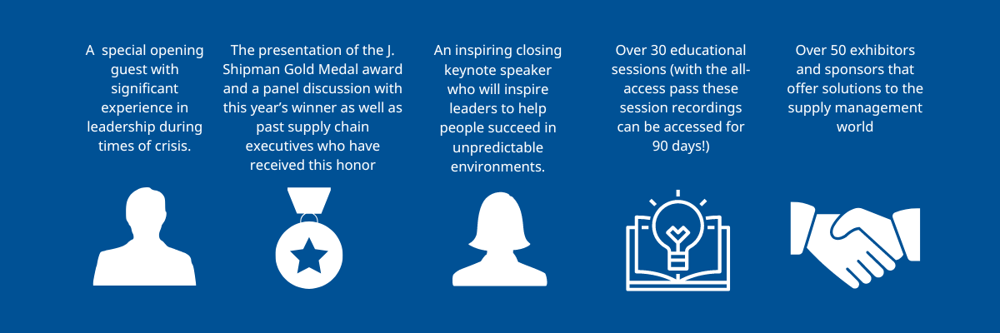 A  special opening
guest with
significant
experience in
leadership during
times of crisis.
The presentation of the J.
Shipman Gold Medal award
and a panel discussion with
this year’s winner as well as
past supply chain
executives who have
received this honor
An inspiring closing
keynote speaker
who will inspire
leaders to help
people succeed in
unpredictable
environments.
Over 30 educational
sessions (with the all-
access pass these
session recordings
can be accessed for
90 days!)
Over 50 exhibitors
and sponsors that
offer solutions to the
supply management
world